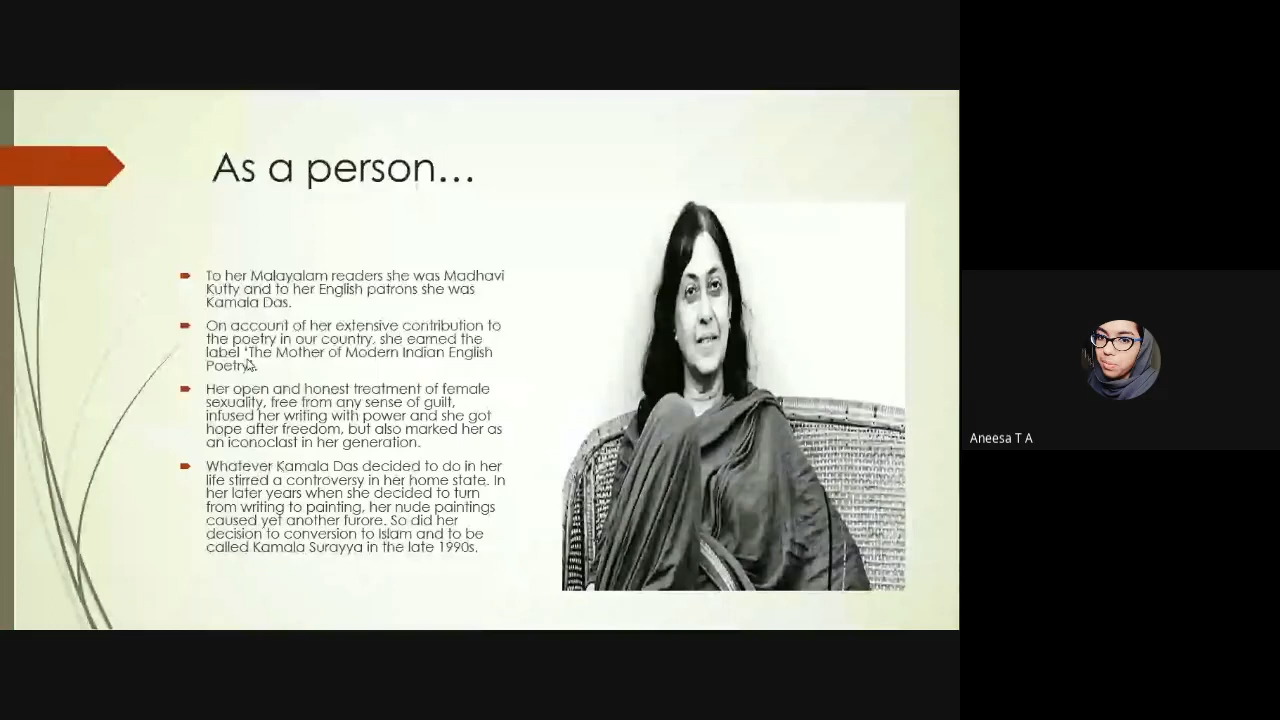 As a person...
To her Malayalam readers she was Madhavi
Kutty and to her English patrons she was
Kamala Das.
On account of her extensive contribution to
the poetry in our country, she earned the
label ‘The Mother of Modern Indian English
Poetry’.
Her open and honest treatment of female
sexuality, free from any sense of guilt,
infused her writing with power and she got
hope after freedom, but also marked her as
an iconoclast in her generation.
Whatever Kamala Das decided to do in her
life stirred a controversy in her home state. In
her later years when she decided to turn
from writing to painting, her nude paintings
caused yet another furore. So did her
decision to conversion to Islam and to be
called Kamala Surayya in the late 1990s.
Aneesa T A